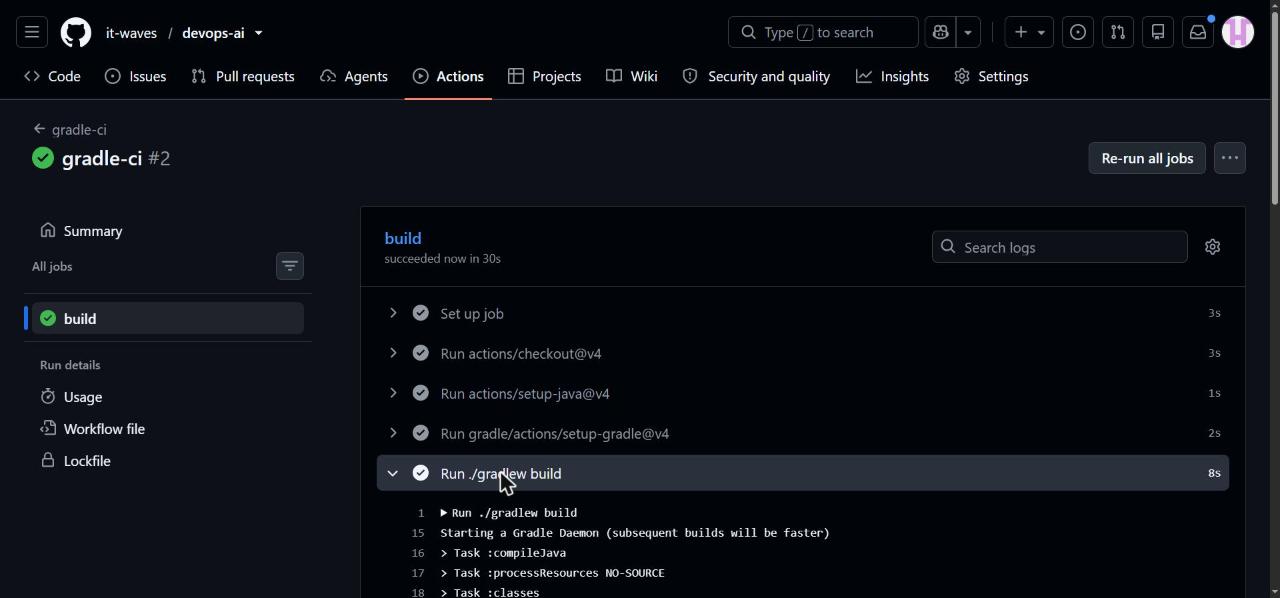 it-waves / devops-ai
Type / to search
Code Issues Pull requests Agents Actions Projects Wiki Security and quality Insights Settings
gradle-ci
gradle-ci #2
Re-run all jobs
Summary
All jobs
build
Run details
Usage
Workflow file
Lockfile
build
succeeded now in 30s
Search logs
Set up job 3s
Run actions/checkout@v4 3s
Run actions/setup-java@v4 1s
Run gradle/actions/setup-gradle@v4 2s
Run ./gradlew build 8s
1 Run ./gradlew build
15 Starting a Gradle Daemon (subsequent builds will be faster)
16 > Task :compileJava
17 > Task :processResources NO-SOURCE
18 > Task :classes